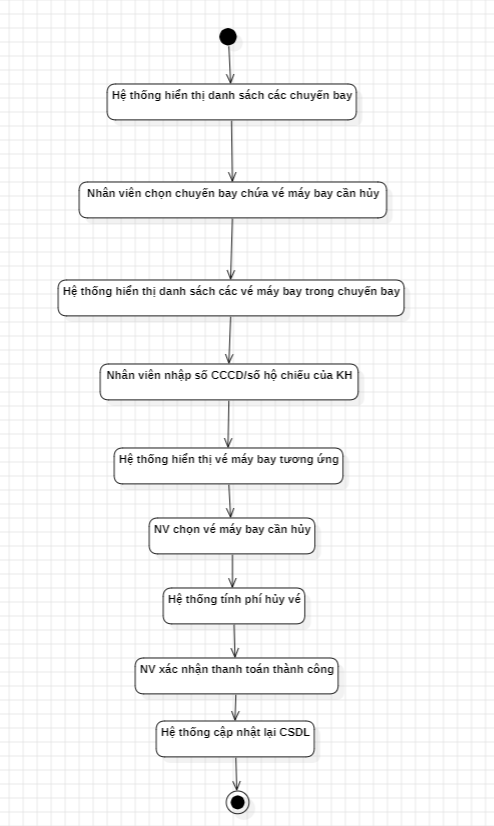 Hệ thống hiển thị danh sách các chuyến bay
Nhân viên chọn chuyến bay chứa vé máy bay cần hủy
Hệ thống hiển thị danh sách các vé máy bay trong chuyến bay
Nhân viên nhập số CCCD/số hộ chiếu của KH
Hệ thống hiển thị vé máy bay tương ứng
NV chọn vé máy bay cần hủy
Hệ thống tính phí hủy vé
NV xác nhận thanh toán thành công
Hệ thống cập nhật lại CSDL